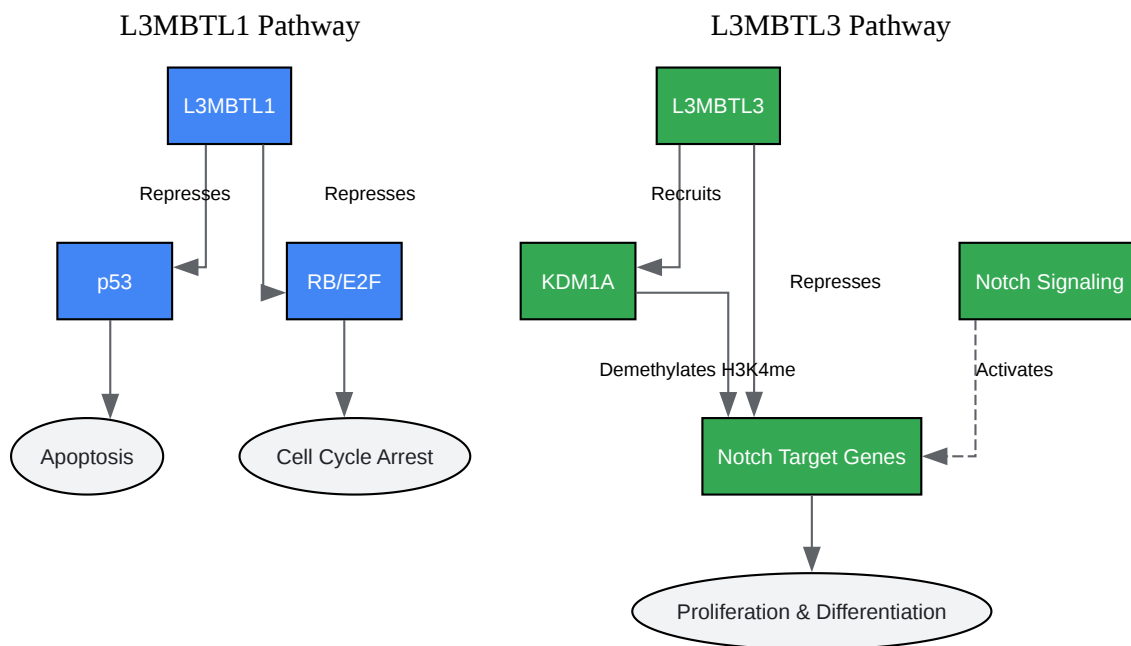 L3MBTL1 Pathway
L3MBTL3 Pathway
L3MBTL1
L3MBTL3
Represses
Represses
Recruits
p53
RB/E2F
KDM1A
Represses
Notch Signaling
Demethylates H3K4me
Activates
Apoptosis
Cell Cycle Arrest
Notch Target Genes
Proliferation & Differentiation